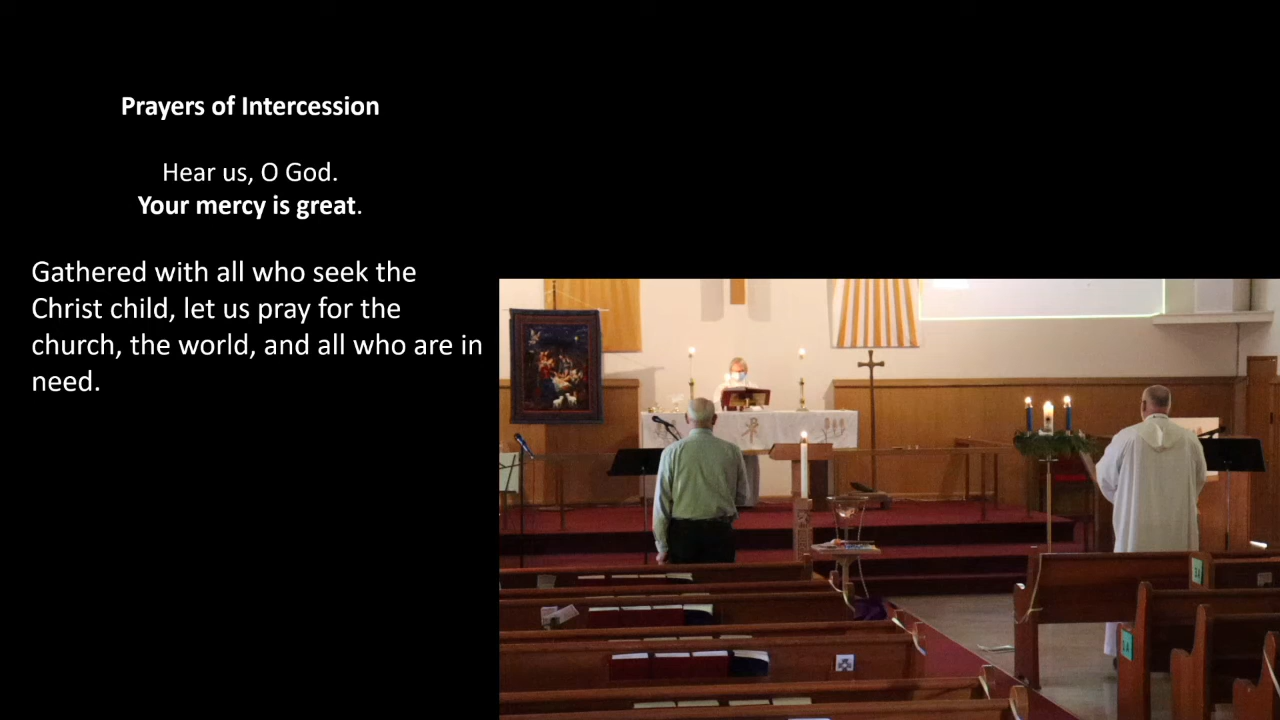 Prayers of Intercession
Hear us, O God.
Your mercy is great.
Gathered with all who seek the
Christ child, let us pray for the
church, the world, and all who are in
need.